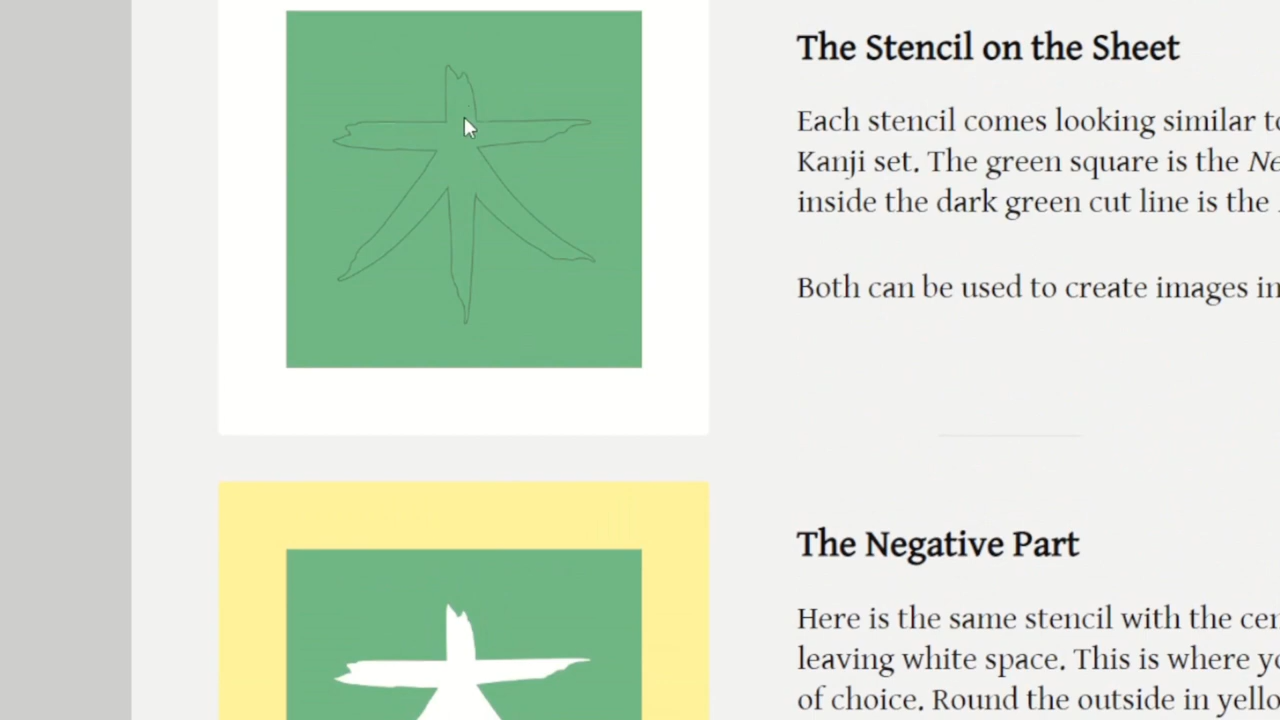 The Stencil on the Sheet
Each stencil comes looking similar to
Kanji set. The green square is the
inside the dark green cut line is the
Both can be used to create images in
木
The Negative Part
Here is the same stencil with the
leaving white space. This is where
of choice. Round the outside in